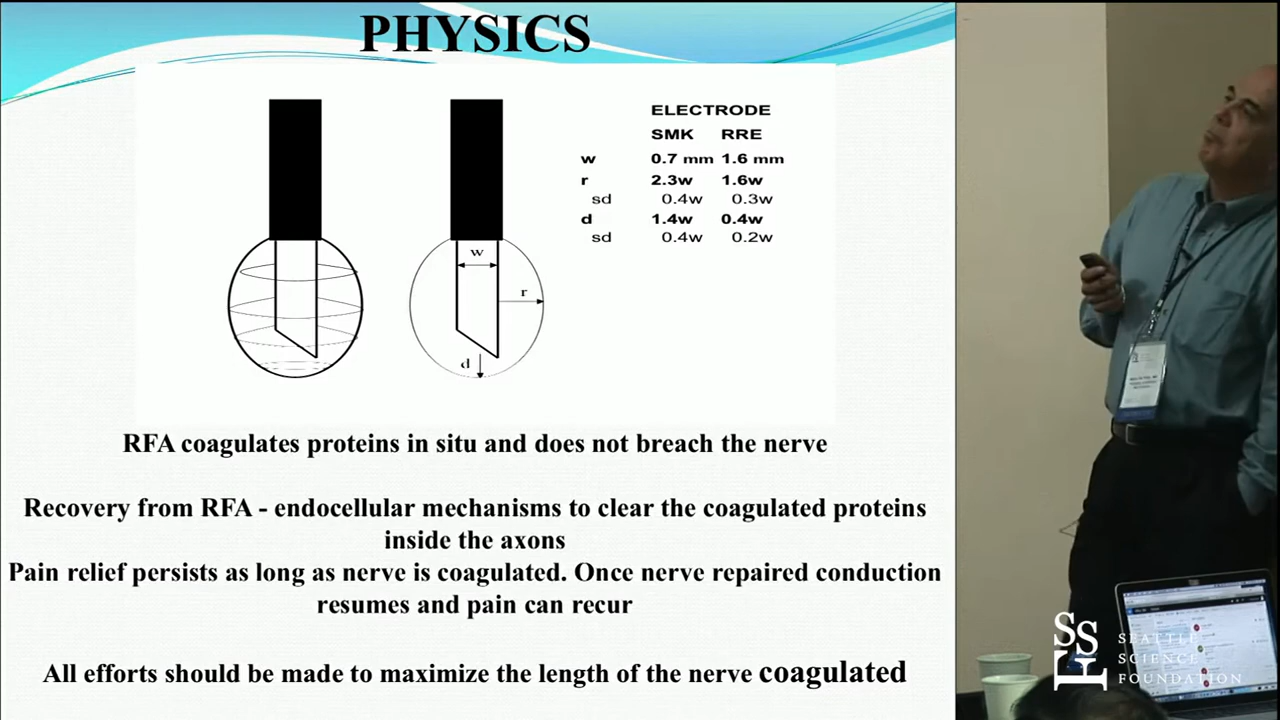 PHYSICS
ELECTRODE
SMK RRE
w 0.7 mm 1.6 mm
r 2.3w 1.6w
sd 0.4w 0.3w
d 1.4w 0.4w
sd 0.4w 0.2w
w
r
d
RFA coagulates proteins in situ and does not breach the nerve
Recovery from RFA - endocellular mechanisms to clear the coagulated proteins
inside the axons
Pain relief persists as long as nerve is coagulated. Once nerve repaired conduction
resumes and pain can recur
All efforts should be made to maximize the length of the nerve coagulated
SSF
SEATTLE
SCIENCE
FOUNDATION